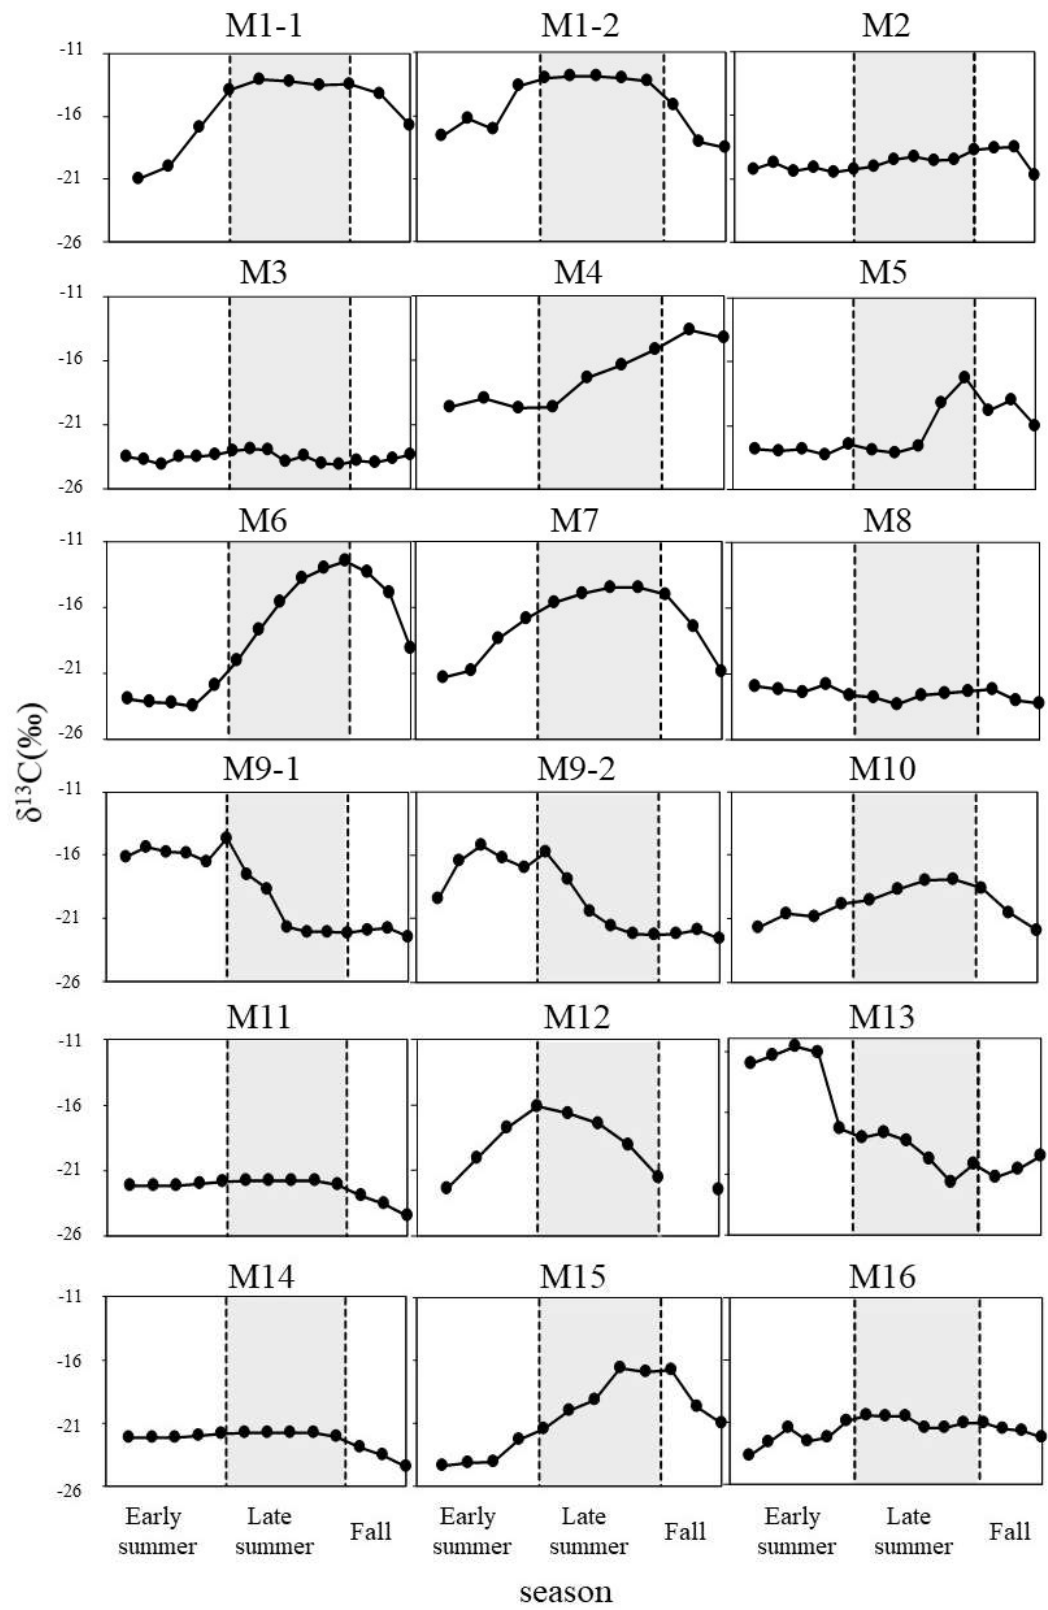 M1-1 M1-2 M2
-11
-16
-21
-26
M3 M4 M5
-11
-16
-21
-26
M6 M7 M8
-11
-16
-21
-26
M9-1 M9-2 M10
-11
-16
-21
-26
M11 M12 M13
-11
-16
-21
-26
M14 M15 M16
-11
-16
-21
-26
δ¹³C(‰)
Early Late Early Late Early Late
summer summer Fall summer summer Fall summer summer Fall
season